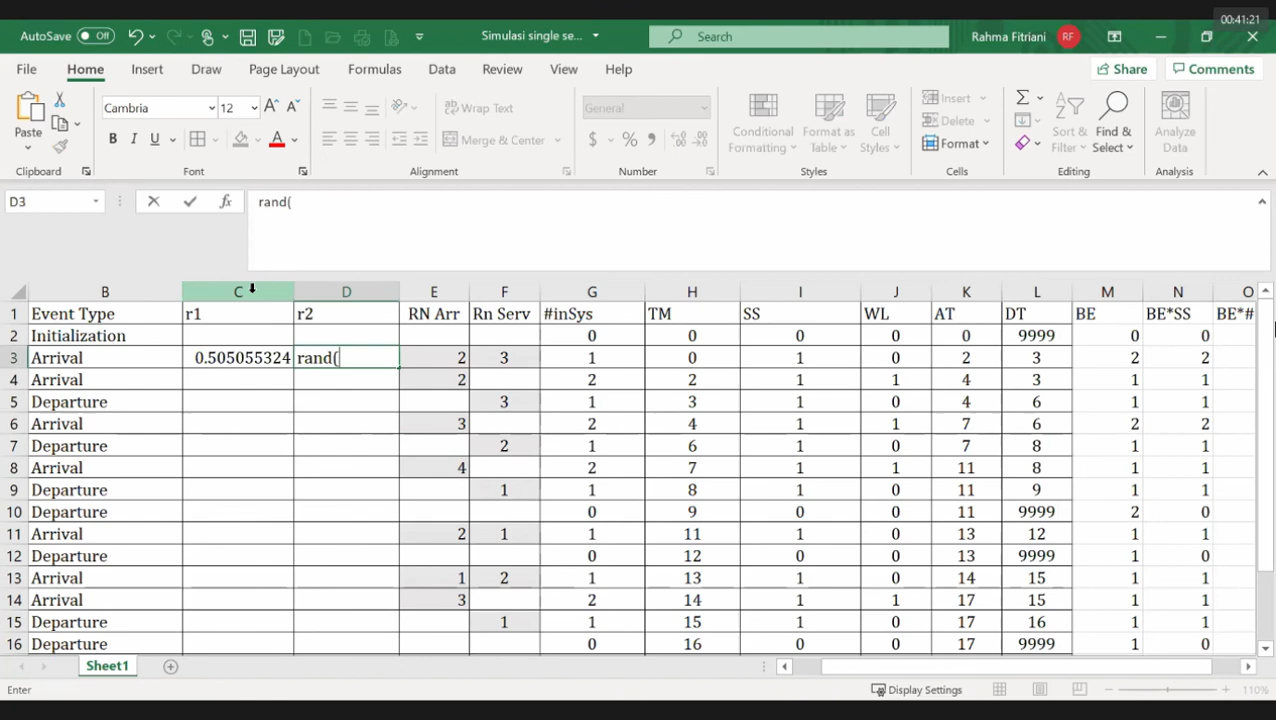 00:41:21
AutoSave Off Simulasi single se... Search Rahma Fitriani RF
File Home Insert Draw Page Layout Formulas Data Review View Help Share Comments
Cambria 12 Wrap Text General Insert Σ
Paste Delete Conditional Formatting Format as Table Cell Styles Sort & Filter Find & Select Analyze Data
B I U A Merge & Center $ % Format
Clipboard Font Alignment Number Styles Cells Editing Analysis
D3 fx rand(
B C D E F G H I J K L M N O
1 Event Type r1 r2 RN Arr Rn Serv #inSys TM SS WL AT DT BE BE*SS BE*#
2 Initialization 0 0 0 0 0 9999 0 0
3 Arrival 0.505055324 rand( 2 3 1 0 1 0 2 3 2 2
4 Arrival 2 2 2 1 1 4 3 1 1
5 Departure 3 1 3 1 0 4 6 1 1
6 Arrival 3 2 4 1 1 7 6 2 2
7 Departure 2 1 6 1 0 7 8 1 1
8 Arrival 4 2 7 1 1 11 8 1 1
9 Departure 1 1 8 1 0 11 9 1 1
10 Departure 0 9 0 0 11 9999 2 0
11 Arrival 2 1 1 11 1 0 13 12 1 1
12 Departure 0 12 0 0 13 9999 1 0
13 Arrival 1 2 1 13 1 0 14 15 1 1
14 Arrival 3 2 14 1 1 17 15 1 1
15 Departure 1 1 15 1 0 17 16 1 1
16 Departure 0 16 0 0 17 9999 1 0
Sheet1
Enter Display Settings 110%